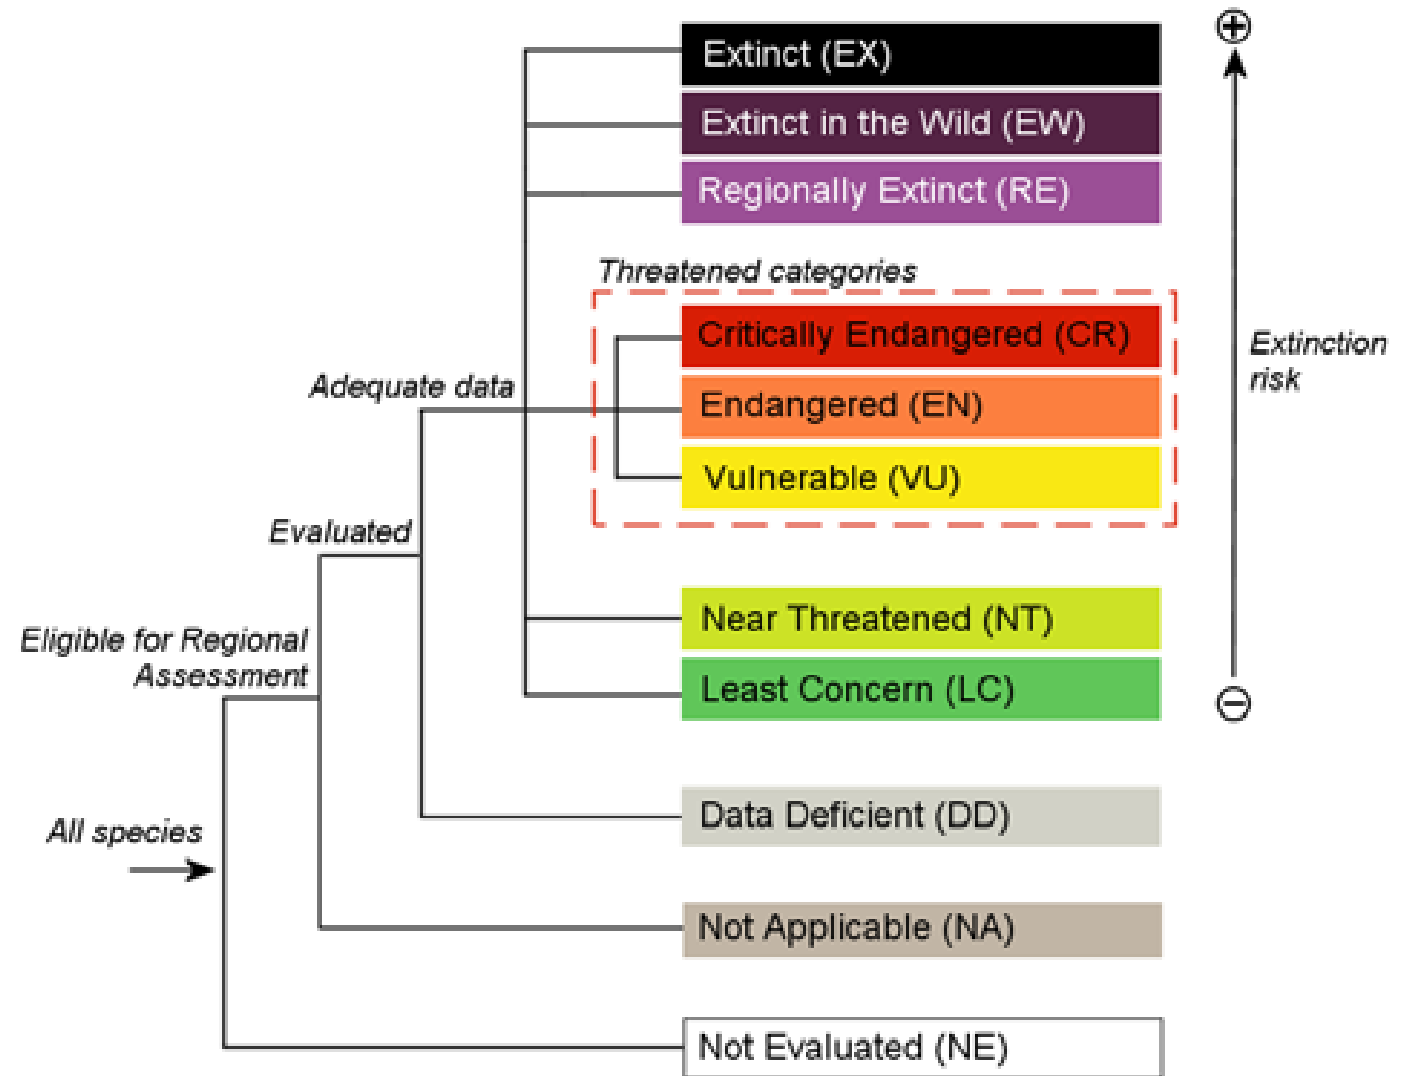 Extinct (EX)
Extinct in the Wild (EW)
Regionally Extinct (RE)
Threatened categories
Critically Endangered (CR)
Extinction
risk
Adequate data
Endangered (EN)
Vulnerable (VU)
Evaluated
Near Threatened (NT)
Eligible for Regional
Assessment
Least Concern (LC)
Data Deficient (DD)
All species
Not Applicable (NA)
Not Evaluated (NE)